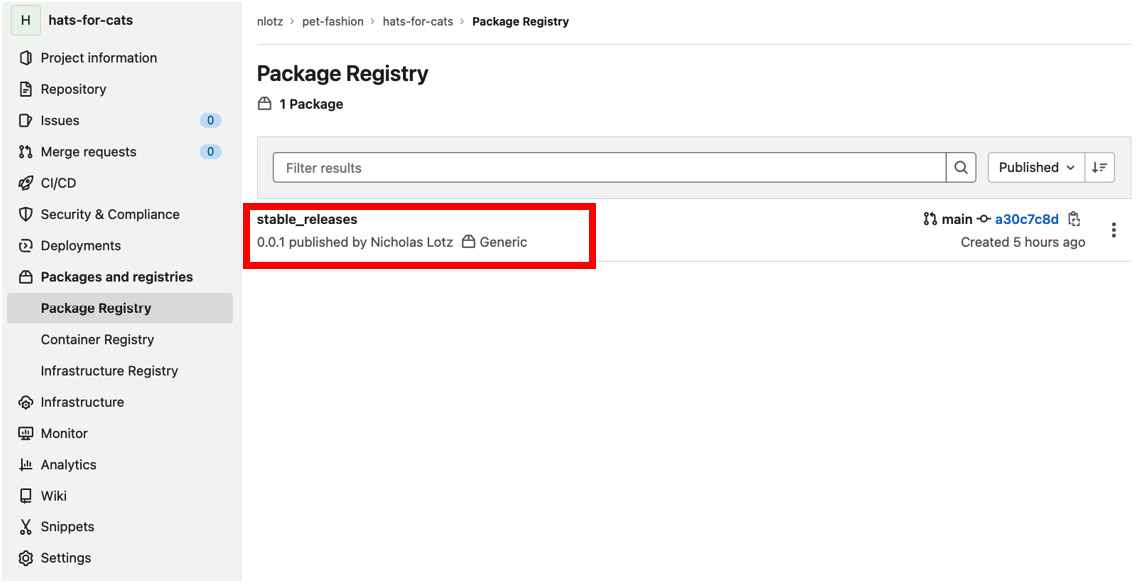 H hats-for-cats
Project information
Repository
Issues 0
Merge requests 0
CI/CD
Security & Compliance
Deployments
Packages and registries
Package Registry
Container Registry
Infrastructure Registry
Infrastructure
Monitor
Analytics
Wiki
Snippets
Settings
nlotz > pet-fashion > hats-for-cats > Package Registry
Package Registry
1 Package
Filter results
Published
stable_releases
0.0.1 published by Nicholas Lotz Generic
main a30c7c8d
Created 5 hours ago